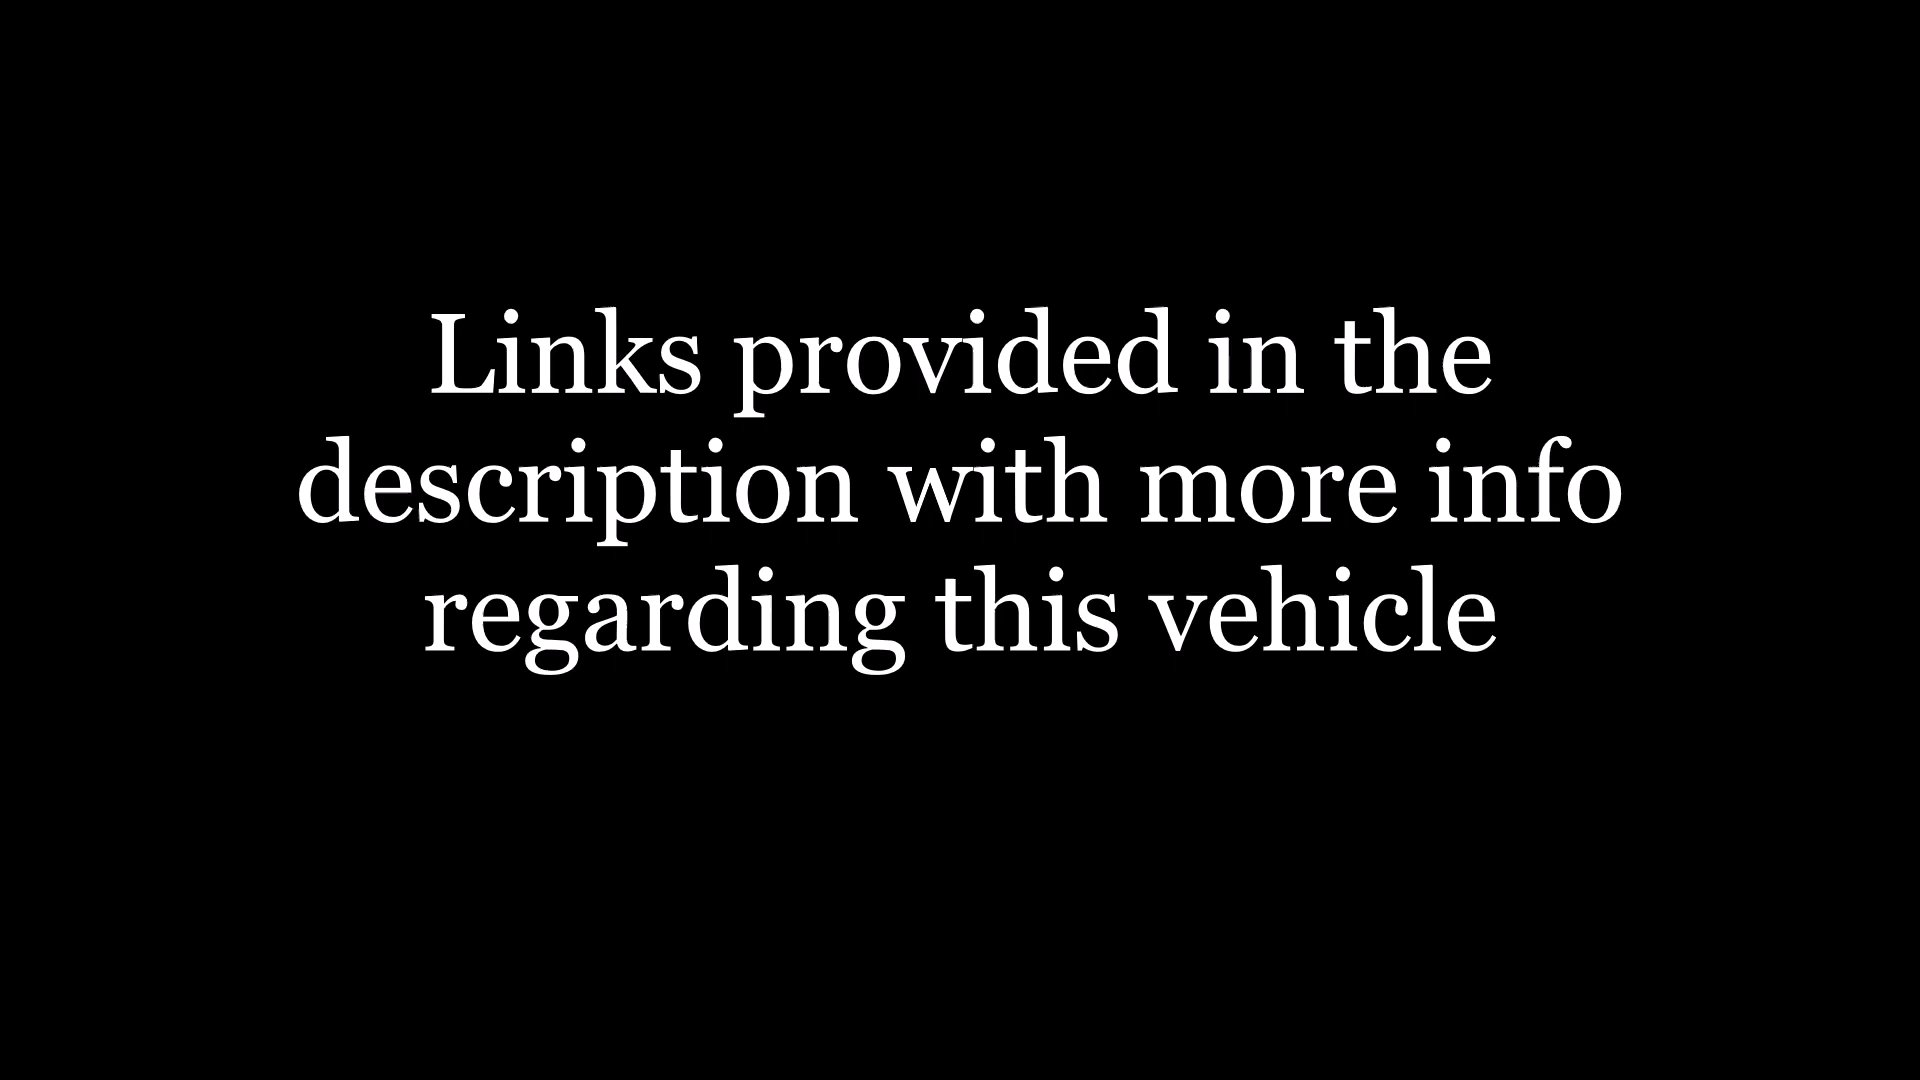 Links provided in the
description with more info
regarding this vehicle